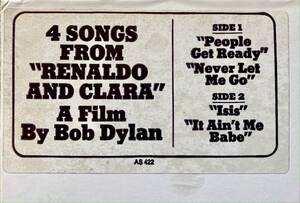 4 SONGS
FROM
"RENALDO
AND CLARA"
A Film
By Bob Dylan
SIDE 1
"People
Get Ready"
"Never Let
Me Go"
SIDE 2
"Isis"
"It Ain't Me
Babe"
AS 422